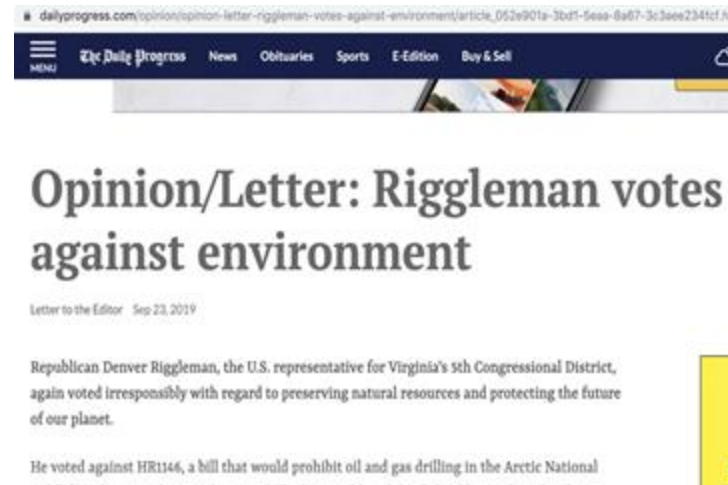 dailyprogress.com/opinion/opinion-letter-riggleman-votes-against-environment/article_052e901a-3bd1-5eaa-8a67-3c3aee234fcf.
MENU
The Daily Progress News Obituaries Sports E-Edition Buy & Sell
Opinion/Letter: Riggleman votes
against environment
Letter to the Editor Sep 23, 2019
Republican Denver Riggleman, the U.S. representative for Virginia's 5th Congressional District,
again voted irresponsibly with regard to preserving natural resources and protecting the future
of our planet.
He voted against HR1146, a bill that would prohibit oil and gas drilling in the Arctic National